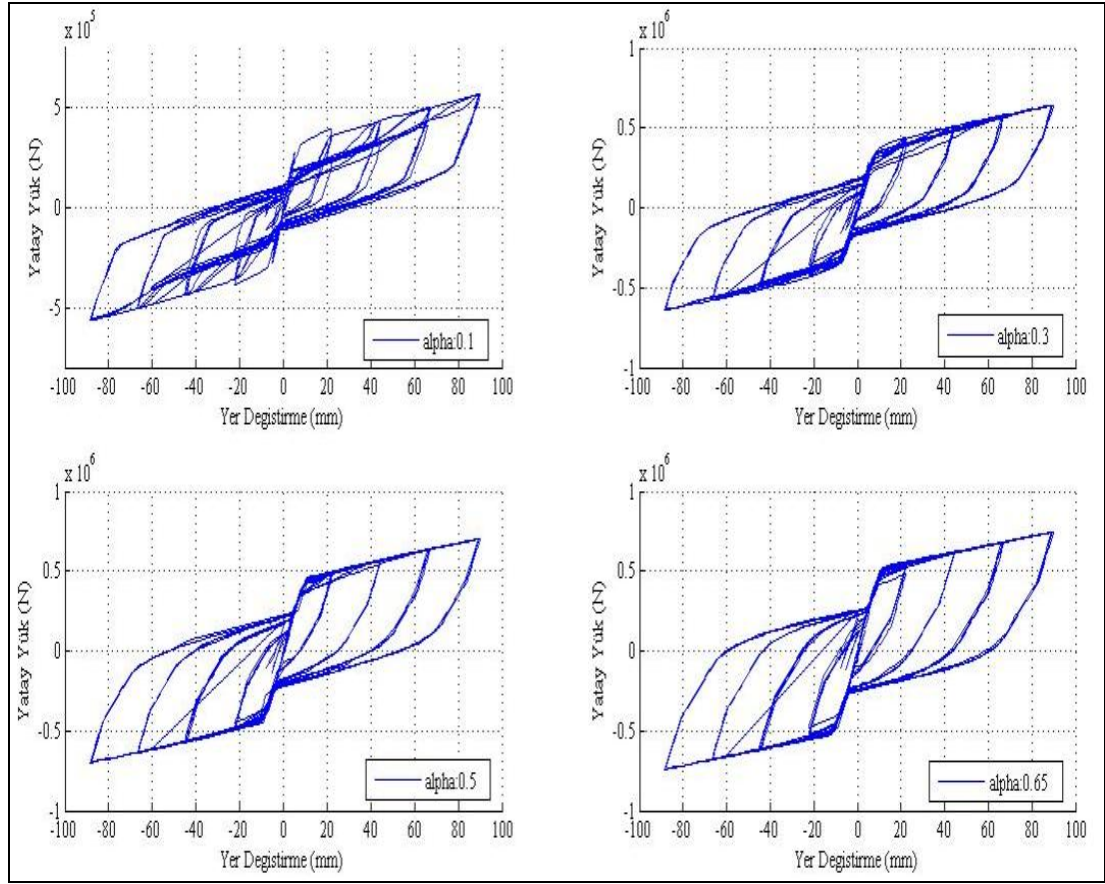 x 10^5
5
0
-5
-100 -80 -60 -40 -20 0 20 40 60 80 100
Yatay Yük (N)
Yer Degistirme (mm)
alpha:0.1
x 10^6
1
0.5
0
-0.5
-1
-100 -80 -60 -40 -20 0 20 40 60 80 100
Yatay Yük (N)
Yer Degistirme (mm)
alpha:0.3
x 10^6
1
0.5
0
-0.5
-1
-100 -80 -60 -40 -20 0 20 40 60 80 100
Yatay Yük (N)
Yer Degistirme (mm)
alpha:0.5
x 10^6
1
0.5
0
-0.5
-1
-100 -80 -60 -40 -20 0 20 40 60 80 100
Yatay Yük (N)
Yer Degistirme (mm)
alpha:0.65